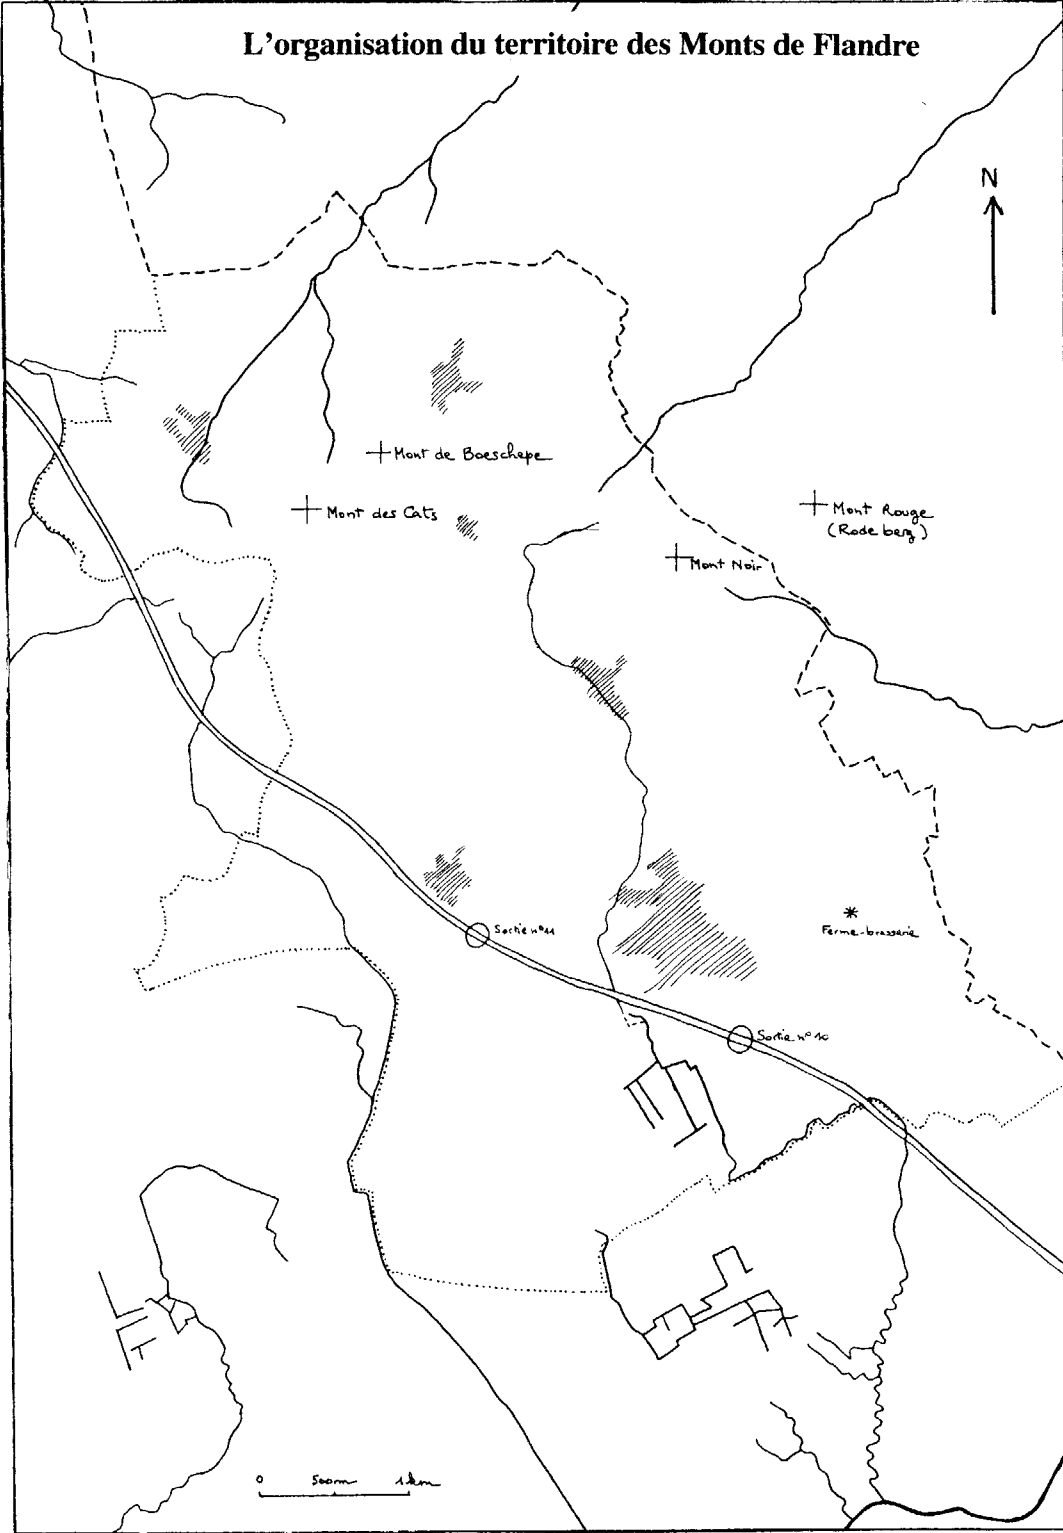 L'organisation du territoire des Monts de Flandre
N
Mont de Boeschepe
Mont des Cats
Mont Rouge
(Rode berg)
Mont Noir
Ferme-brasserie
Sortie n°11
Sortie n°10
0 500m 1km